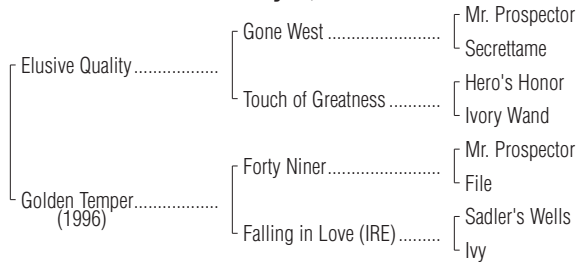 Mr. Prospector
Gone West
Secrettame
Elusive Quality
Hero's Honor
Touch of Greatness
Ivory Wand
Mr. Prospector
Forty Niner
File
Golden Temper
(1996)
Sadler's Wells
Falling in Love (IRE)
Ivy